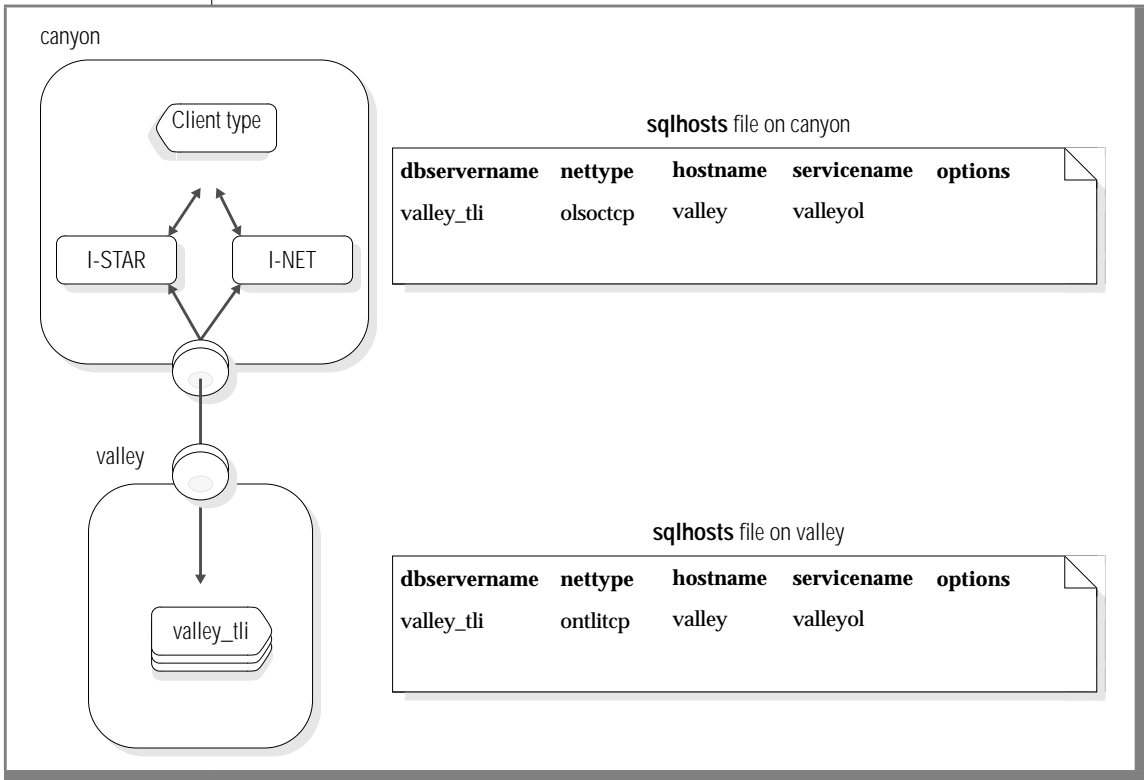 canyon
Client type
I-STAR
I-NET
sqlhosts file on canyon
dbservername nettype hostname servicename options
valley_tli olsoctcp valley valleyol
valley
valley_tli
sqlhosts file on valley
dbservername nettype hostname servicename options
valley_tli ontlitcp valley valleyol